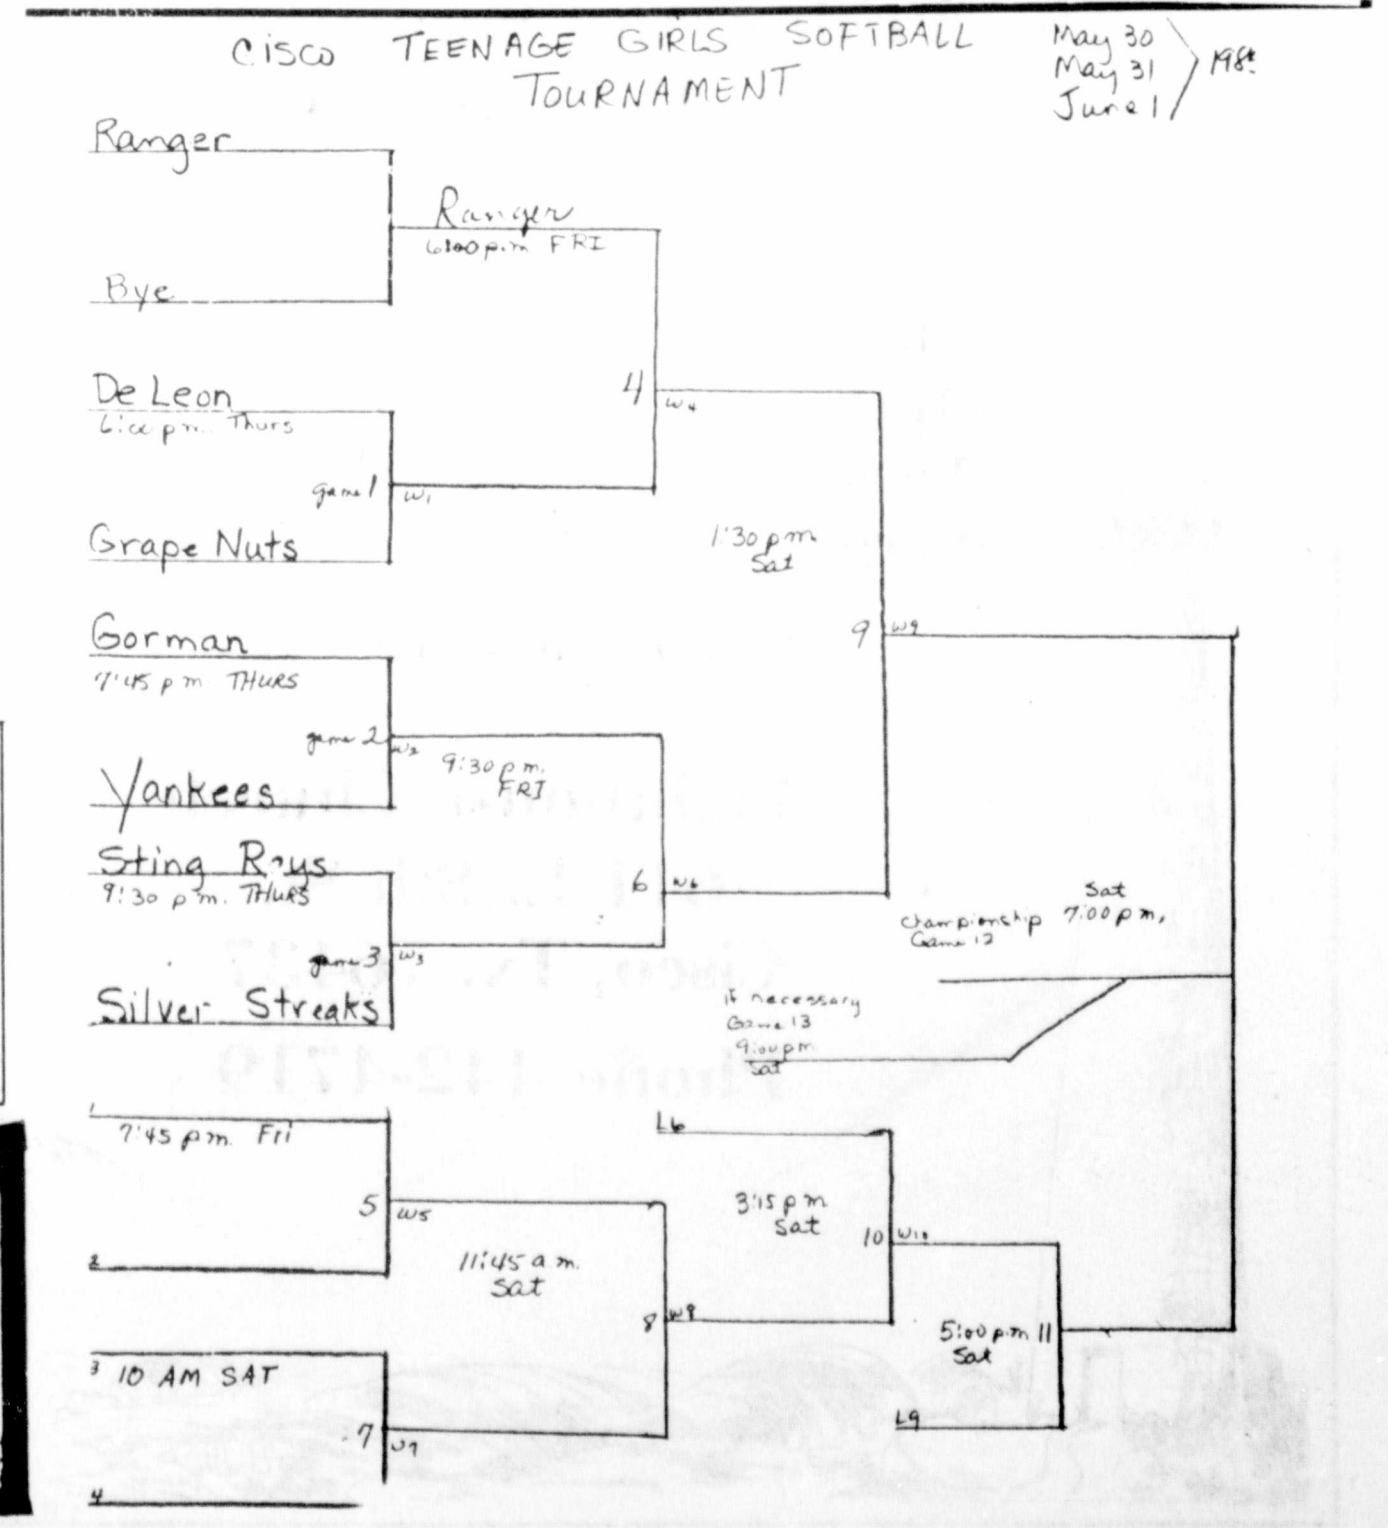 Cisco TEENAGE GIRLS SOFTBALL
TOURNAMENT
May 30
May 31
June 1
Ranger
Ranger
6:00 p.m FRI
Bye
De Leon
6:00 p m. Thurs
4
W4
game 1
W1
Grape Nuts
1:30 p m
Sat
Gorman
7:45 p m THURS
9
W9
game 2
W2
9:30 p m.
FRI
Yankees
Sting Rays
9:30 p m. THURS
6
W6
Sat
Championship 7:00 p m.
Game 12
game 3
W3
Silver Streaks
if necessary
Game 13
9:00 p m
Sat
1
7:45 p m. Fri
L6
5
W5
3:15 p m
Sat
10
W10
2
11:45 a m.
Sat
8
W8
5:00 p m 11
Sat
3
10 AM SAT
L9
7
W7
4